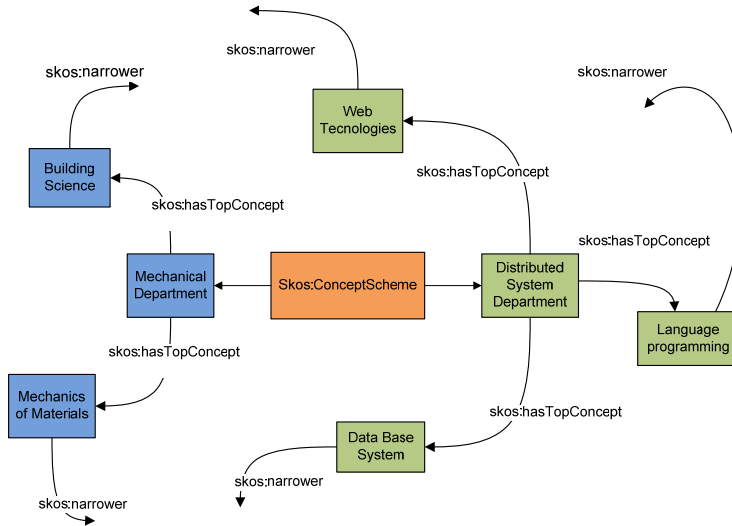 skos:narrower
skos:narrower
skos:narrower
Web
Tecnologies
Building
Science
skos:hasTopConcept
skos:hasTopConcept
skos:hasTopConcept
Mechanical
Department
Skos:ConceptScheme
Distributed
System
Department
Language
programming
skos:hasTopConcept
Mechanics
of Materials
skos:hasTopConcept
Data Base
System
skos:narrower
skos:narrower